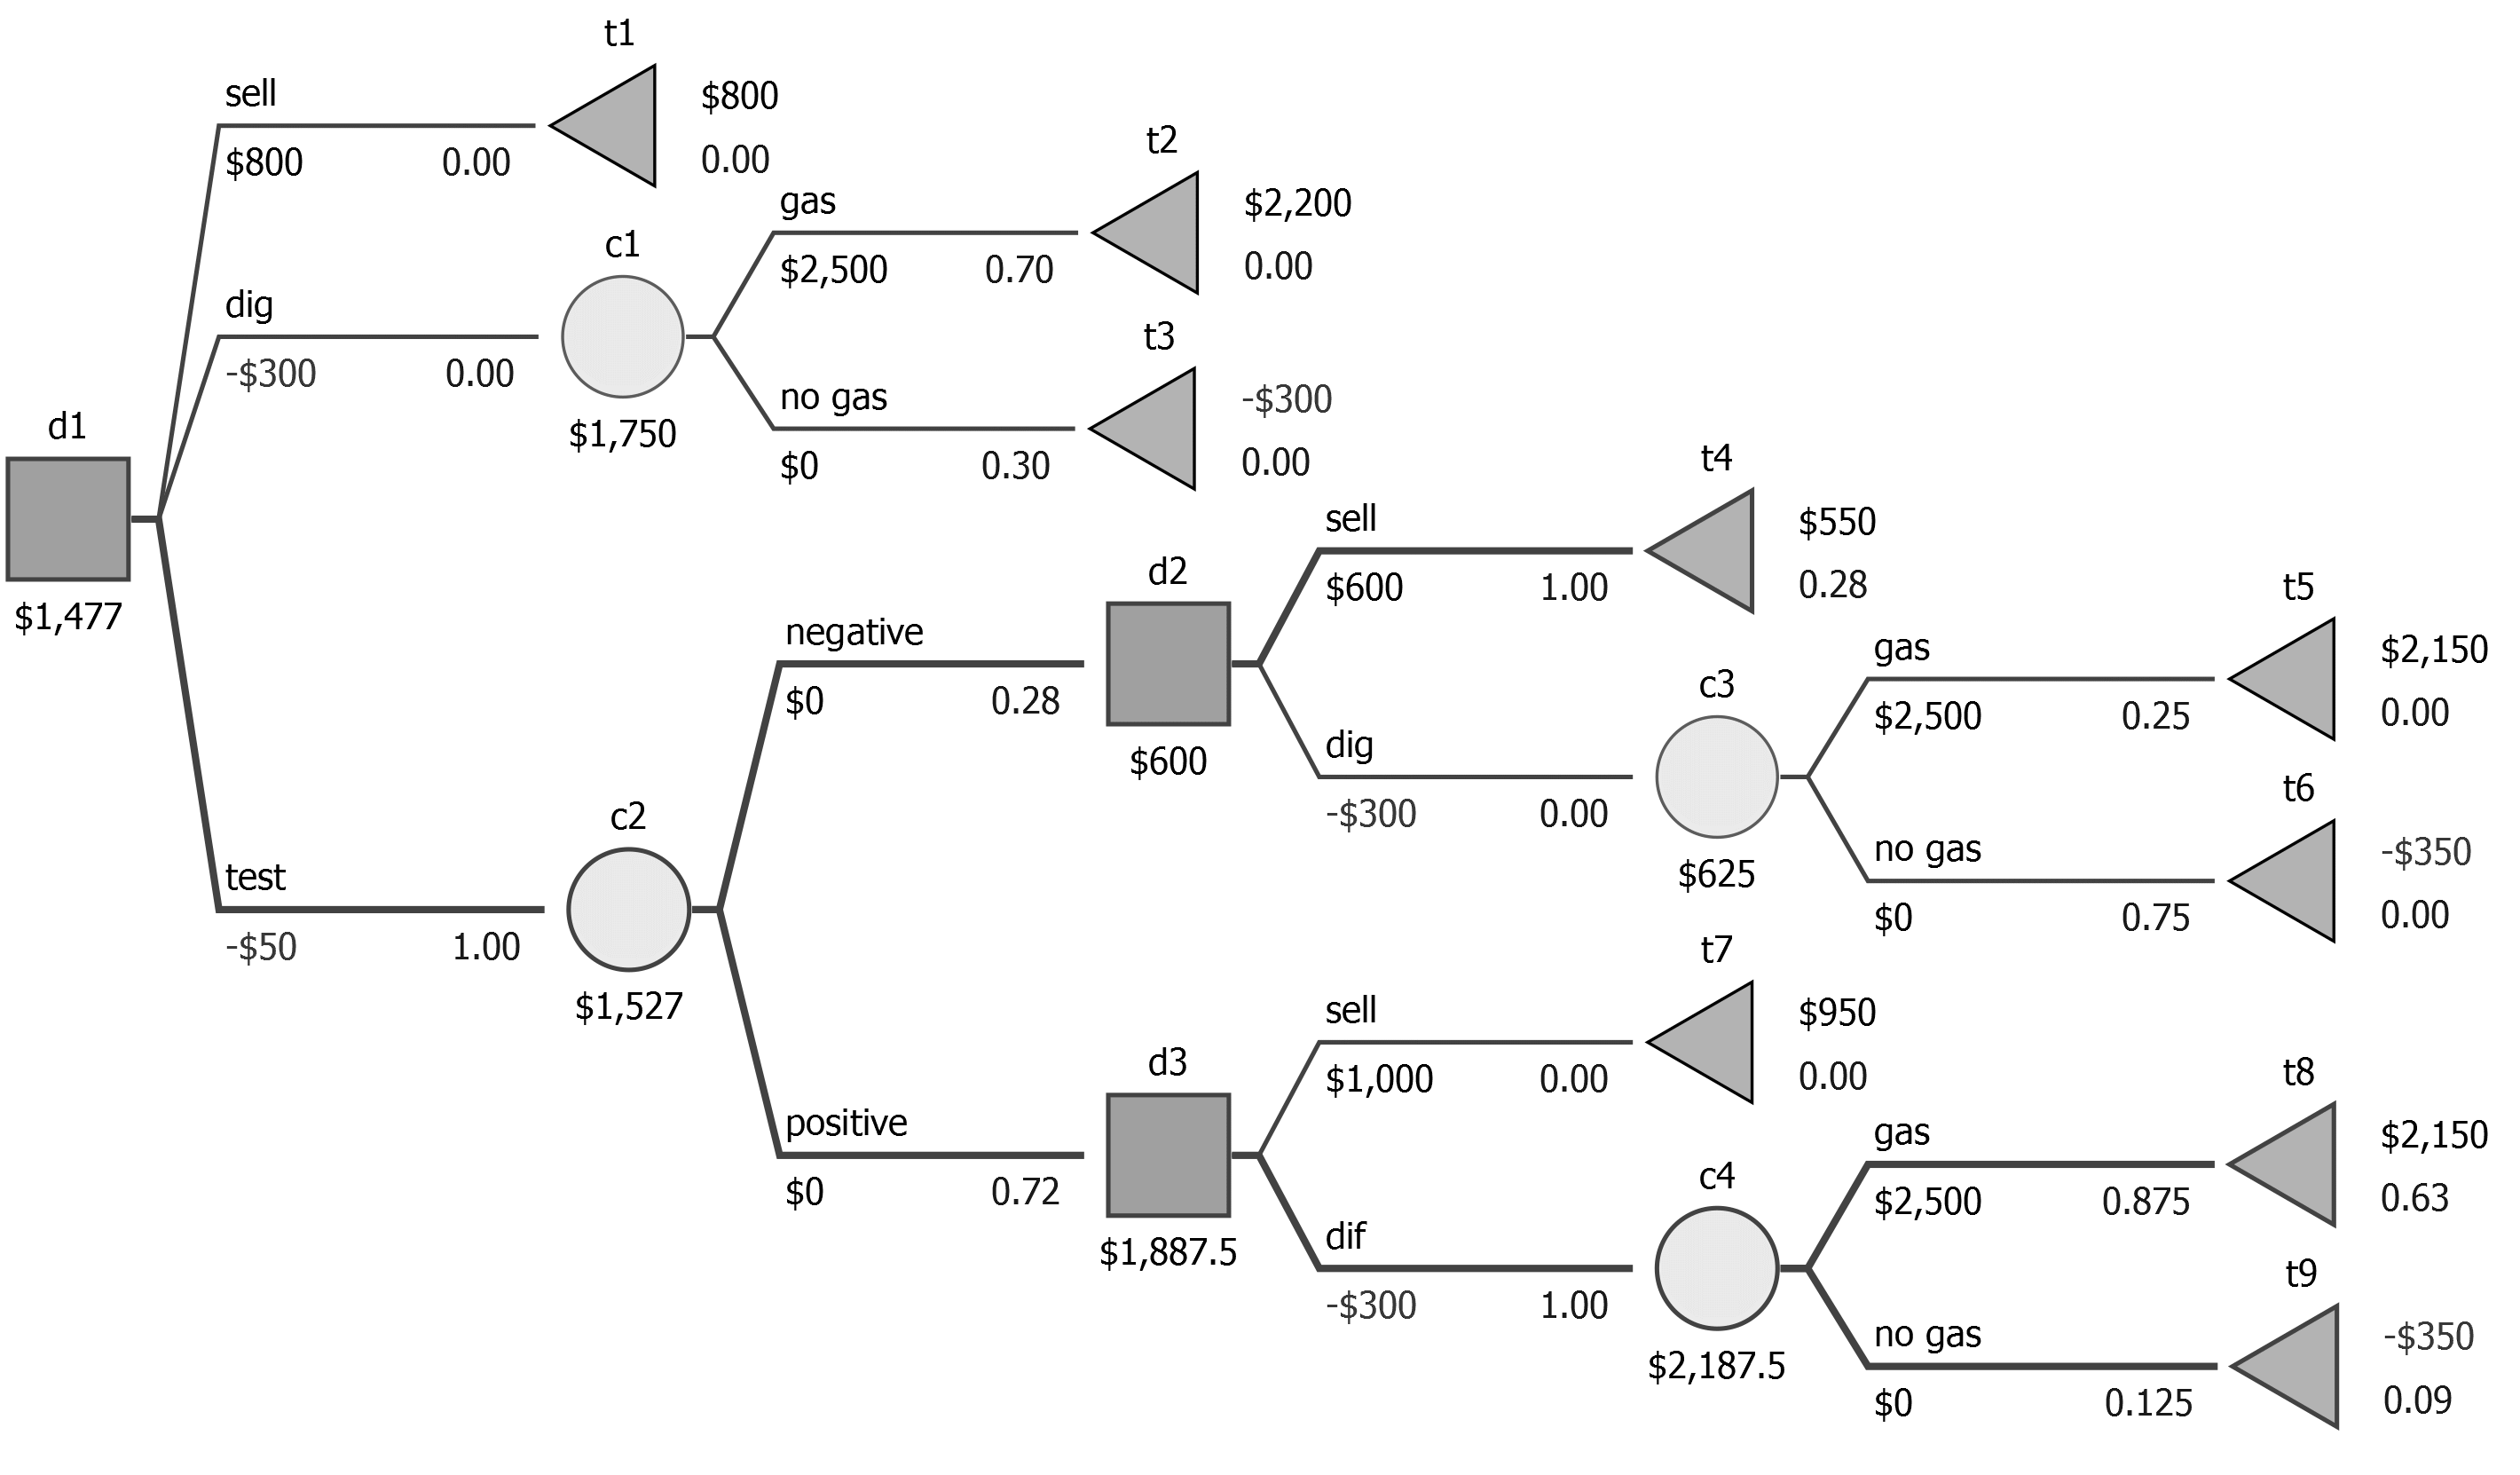 t1
sell
$800
$800 0.00
0.00
t2
gas
$2,200
c1
$2,500 0.70
0.00
dig
t3
-$300 0.00
no gas
-$300
d1
$1,750
$0 0.30
0.00
t4
sell
$550
d2
$600 1.00
0.28
t5
$1,477
negative
gas
$2,150
c3
$0 0.28
$2,500 0.25
0.00
dig
$600
t6
-$300 0.00
c2
no gas
-$350
test
$625
$0 0.75
0.00
-$50 1.00
t7
$1,527
sell
$950
d3
$1,000 0.00
0.00
t8
positive
gas
$2,150
c4
$0 0.72
$2,500 0.875
0.63
dif
$1,887.5
t9
-$300 1.00
no gas
-$350
$2,187.5
$0 0.125
0.09